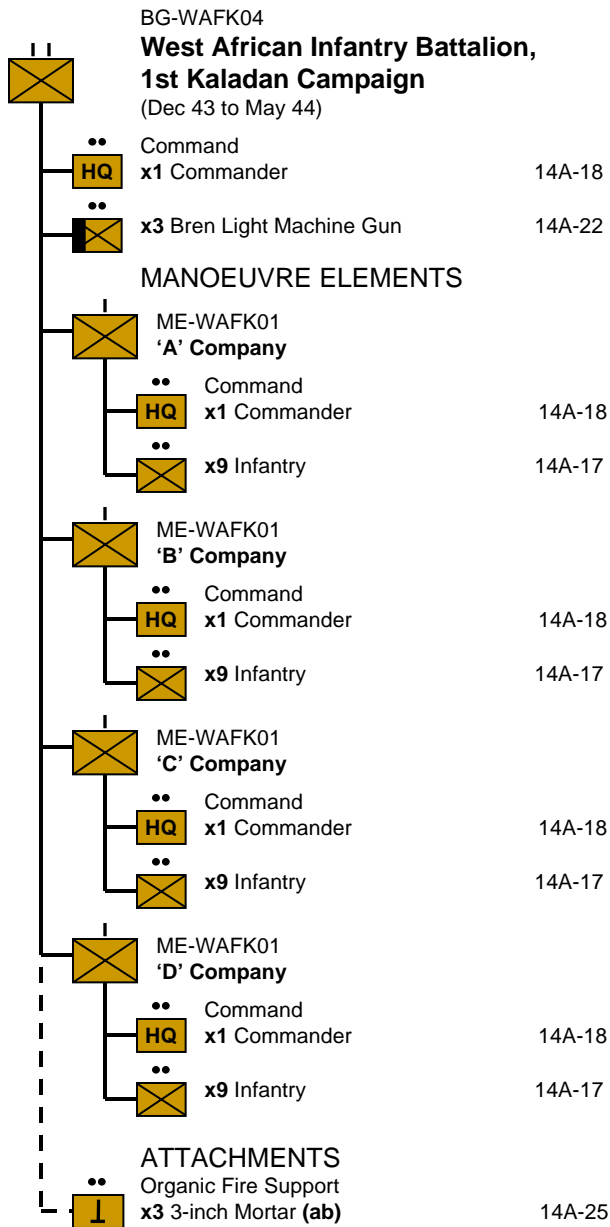 BG-WAFK04
West African Infantry Battalion,
1st Kaladan Campaign
(Dec 43 to May 44)
Command
HQ x1 Commander 14A-18
x3 Bren Light Machine Gun 14A-22
MANOEUVRE ELEMENTS
ME-WAFK01
‘A’ Company
Command
HQ x1 Commander 14A-18
x9 Infantry 14A-17
ME-WAFK01
‘B’ Company
Command
HQ x1 Commander 14A-18
x9 Infantry 14A-17
ME-WAFK01
‘C’ Company
Command
HQ x1 Commander 14A-18
x9 Infantry 14A-17
ME-WAFK01
‘D’ Company
Command
HQ x1 Commander 14A-18
x9 Infantry 14A-17
ATTACHMENTS
Organic Fire Support
x3 3-inch Mortar (ab) 14A-25